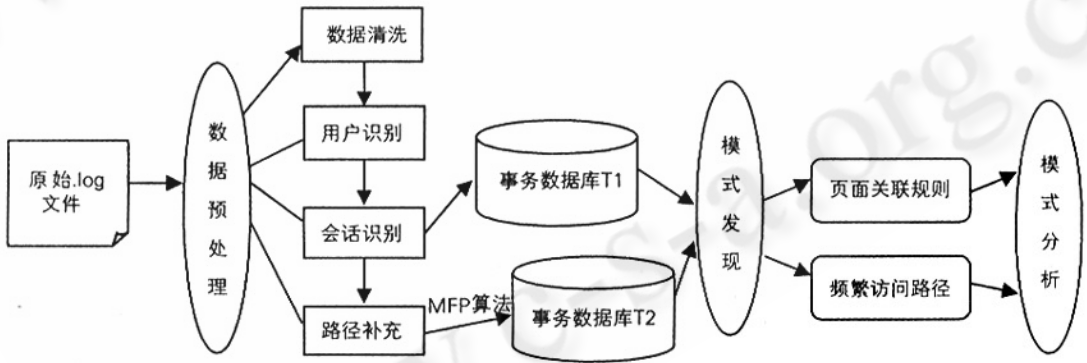 数据清洗
用户识别
会话识别
路径补充
原始.log
文件
数据预处理
MFP算法
事务数据库T1
事务数据库T2
模式发现
页面关联规则
频繁访问路径
模式分析
c-s-a.org.c